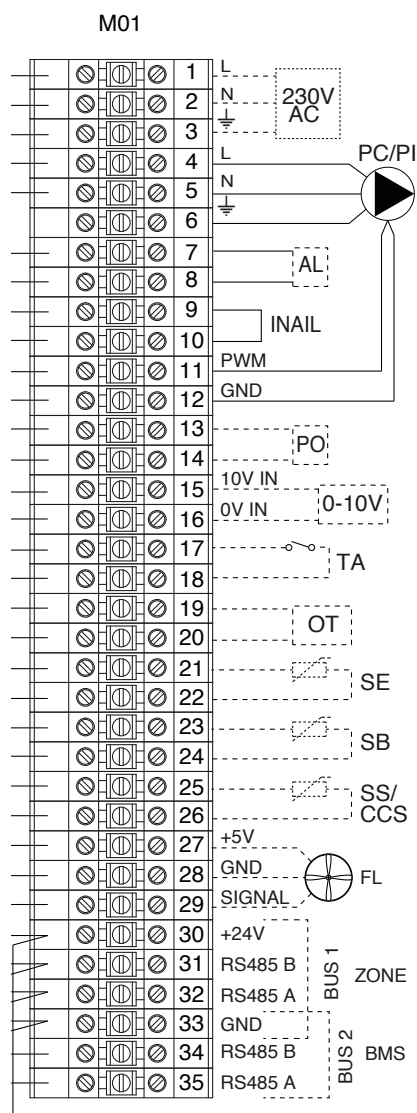 M01
1 L
2 N
230V
AC
3
4 L
PC/PI
5 N
6
7
AL
8
9
INAIL
10
11 PWM
12 GND
13
PO
14
15 10V IN
0-10V
16 0V IN
17
TA
18
19
OT
20
21
SE
22
23
SB
24
25
SS/
CCS
26
27 +5V
28 GND
FL
29 SIGNAL
30 +24V
31 RS485 B
BUS 1
ZONE
32 RS485 A
33 GND
34 RS485 B
BUS 2
BMS
35 RS485 A